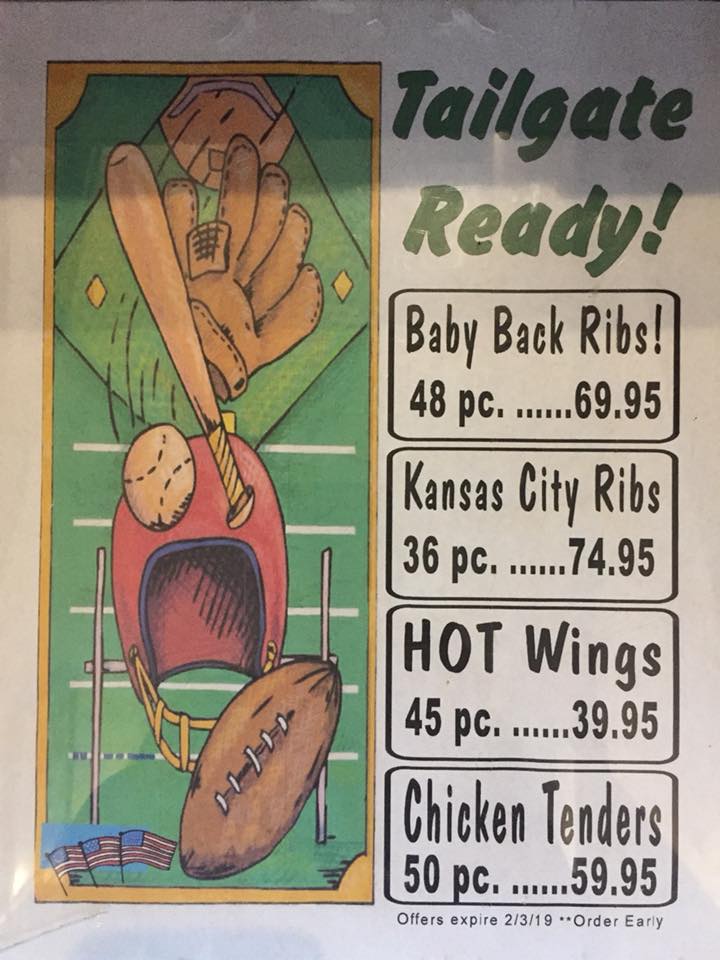 Tailgate
Ready!
Baby Back Ribs!
48 pc. ......69.95
Kansas City Ribs
36 pc. ......74.95
HOT Wings
45 pc. ......39.95
Chicken Tenders
50 pc. ......59.95
Offers expire 2/3/19 **Order Early